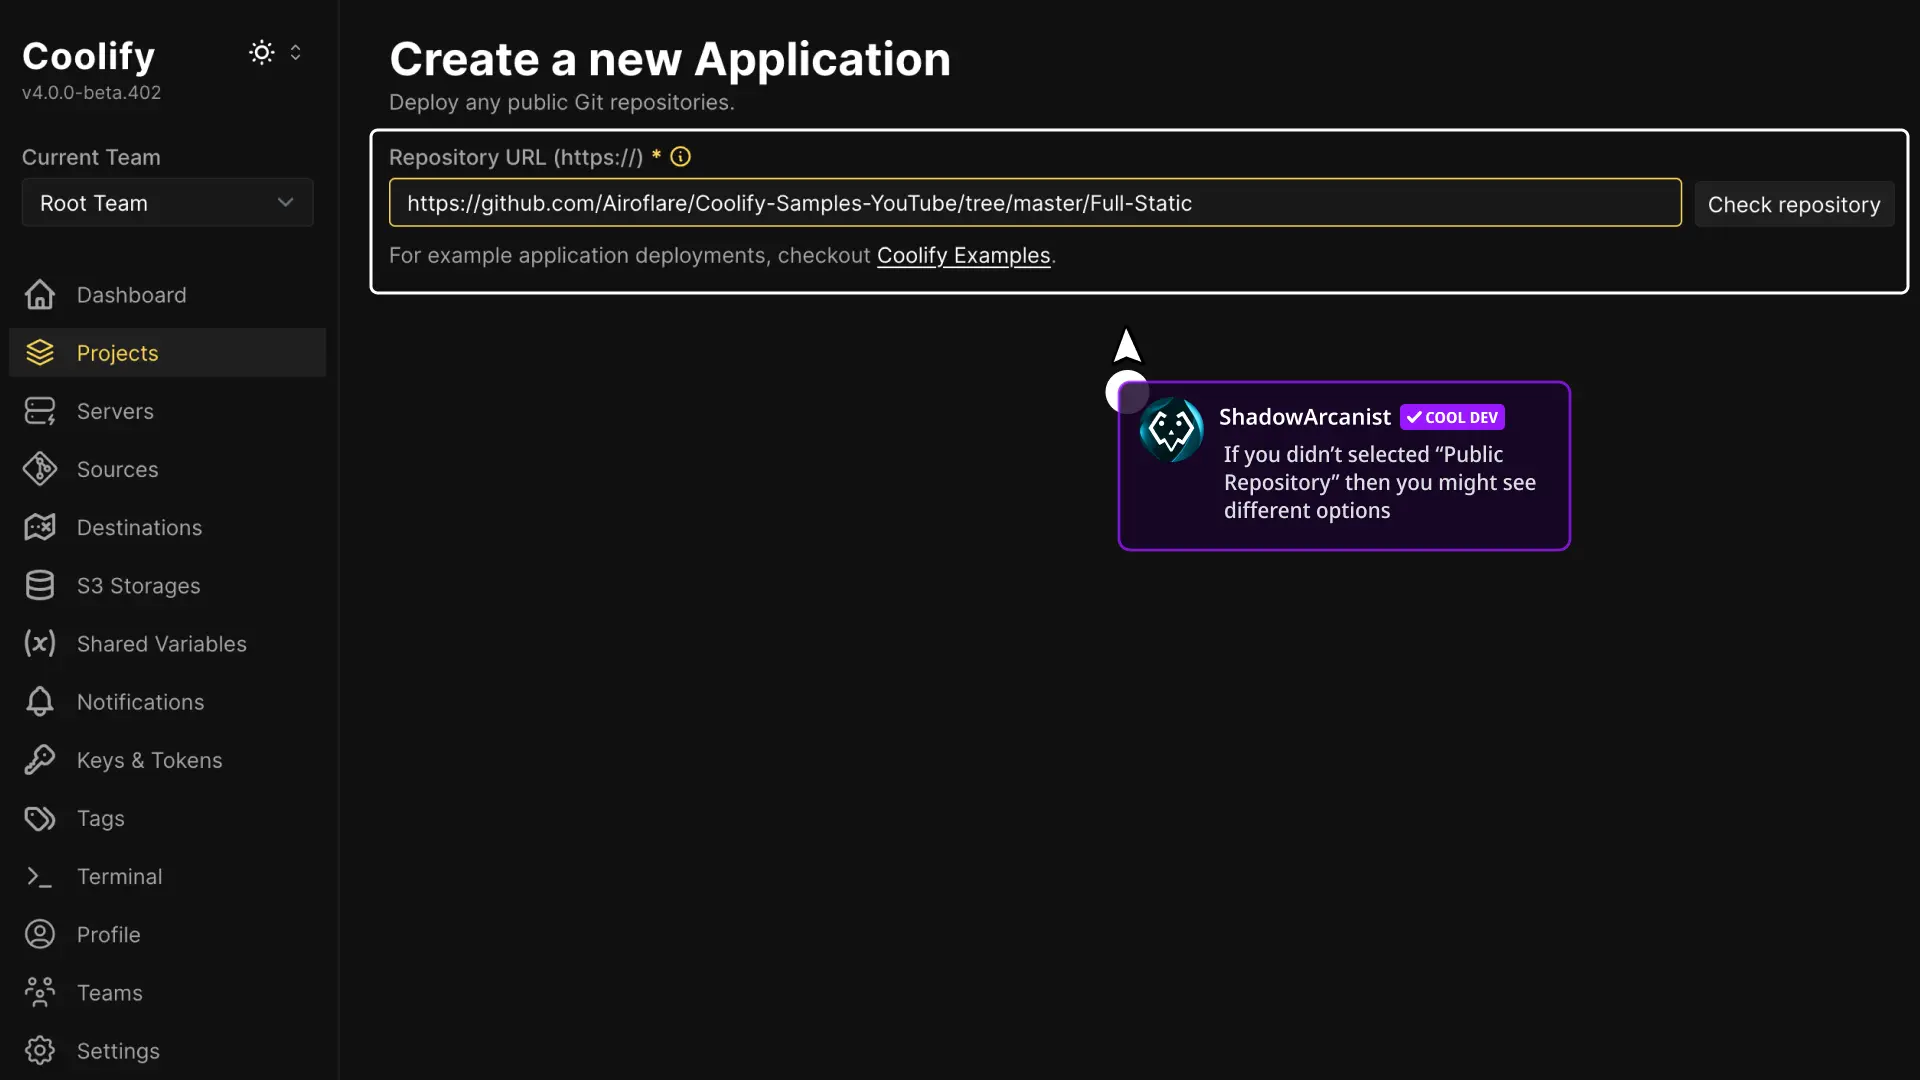 Coolify
v4.0.0-beta.402
Current Team
Root Team
Dashboard
Projects
Servers
Sources
Destinations
S3 Storages
Shared Variables
Notifications
Keys & Tokens
Tags
Terminal
Profile
Teams
Settings
Create a new Application
Deploy any public Git repositories.
Repository URL (https://) *
https://github.com/Airoflare/Coolify-Samples-YouTube/tree/master/Full-Static
Check repository
For example application deployments, checkout Coolify Examples.
ShadowArcanist COOL DEV
If you didn’t selected “Public
Repository” then you might see
different options